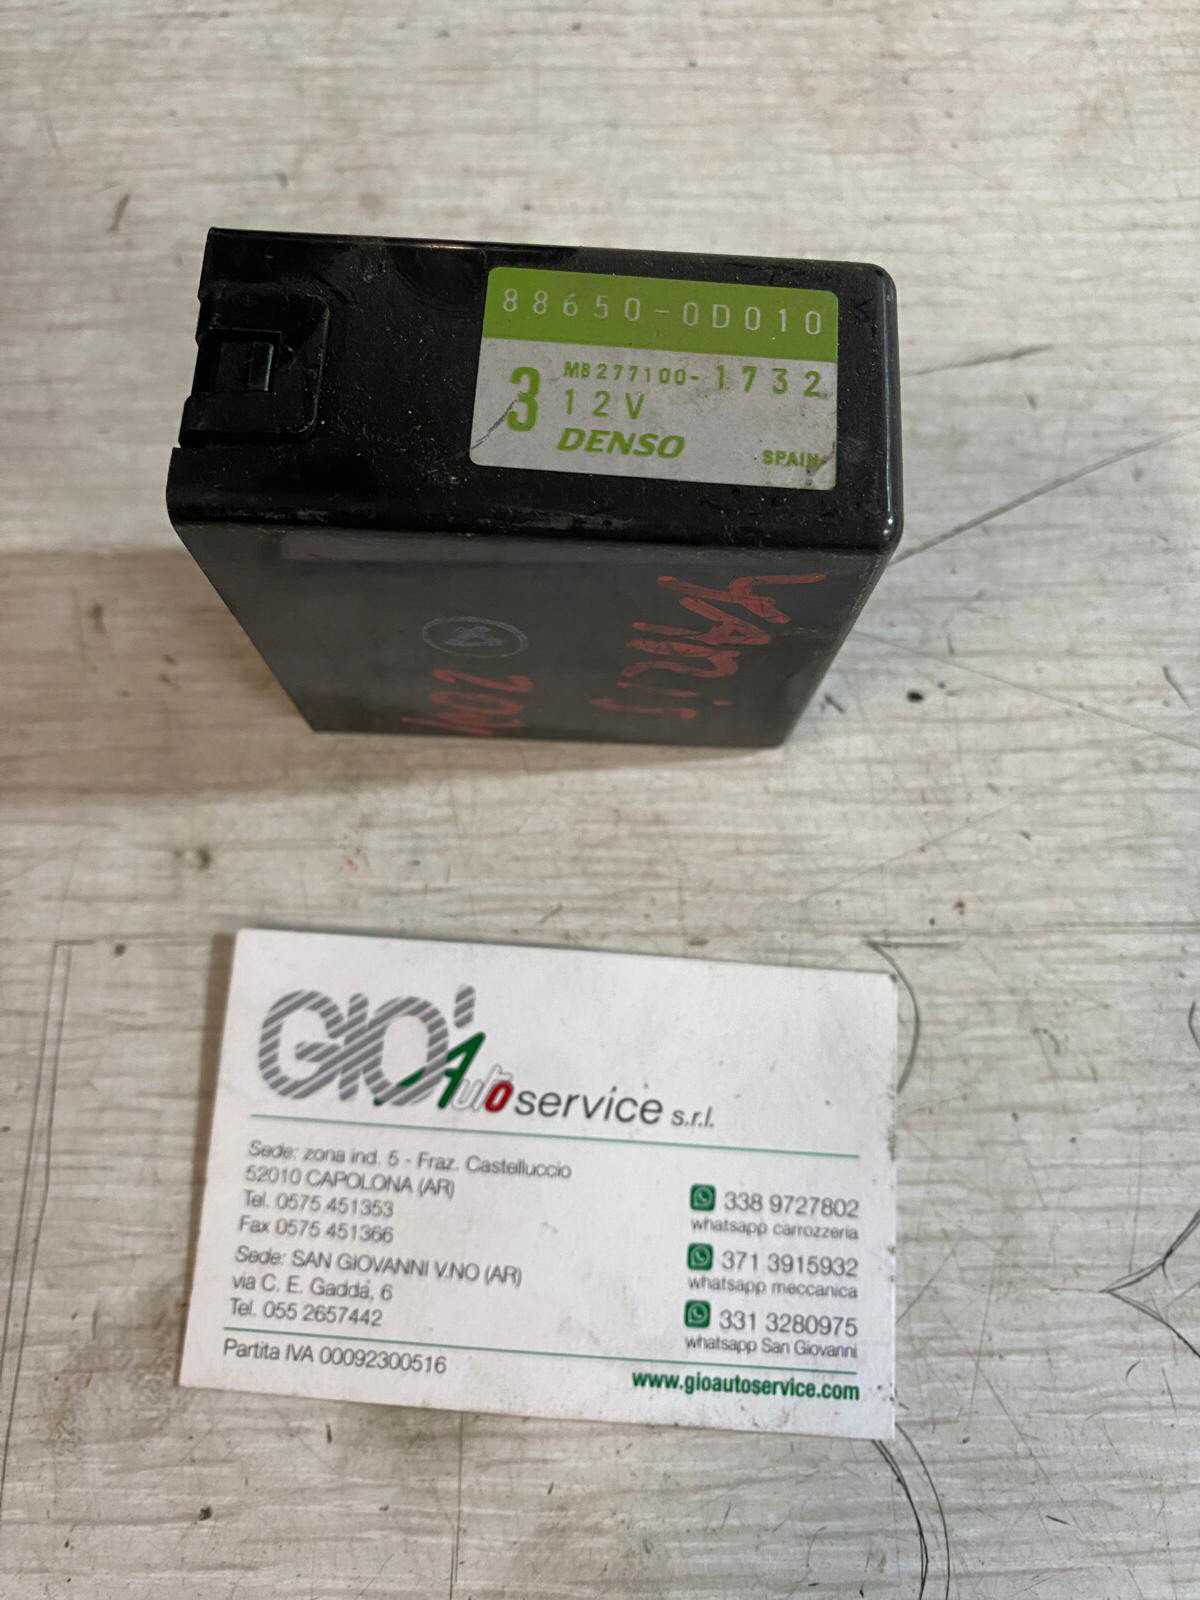 88650-0D010
MB277100-1732
3
12V
DENSO
SPAIN
YARIS
GIO' Auto service s.r.l.
Sede: zona ind. 5 - Fraz. Castelluccio
52010 CAPOLONA (AR)
Tel. 0575 451353
Fax 0575 451366
Sede: SAN GIOVANNI V.NO (AR)
via C. E. Gadda, 6
Tel. 055 2657442
Partita IVA 00092300516
338 9727802
whatsapp carrozzeria
371 3915932
whatsapp meccanica
331 3280975
whatsapp San Giovanni
www.gioautoservice.com